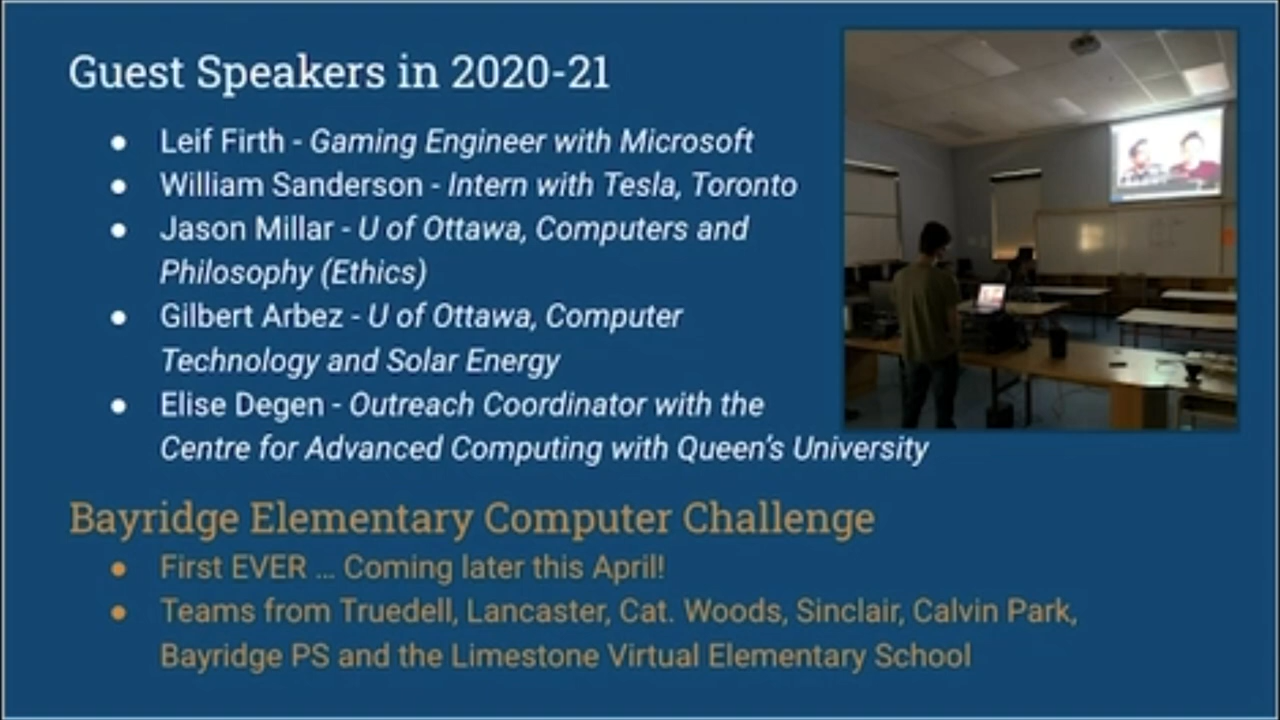 Guest Speakers in 2020-21
● Leif Firth - Gaming Engineer with Microsoft
● William Sanderson - Intern with Tesla, Toronto
● Jason Millar - U of Ottawa, Computers and
Philosophy (Ethics)
● Gilbert Arbez - U of Ottawa, Computer
Technology and Solar Energy
● Elise Degen - Outreach Coordinator with the
Centre for Advanced Computing with Queen's University
Bayridge Elementary Computer Challenge
● First EVER ... Coming later this April!
● Teams from Truedell, Lancaster, Cat. Woods, Sinclair, Calvin Park,
Bayridge PS and the Limestone Virtual Elementary School